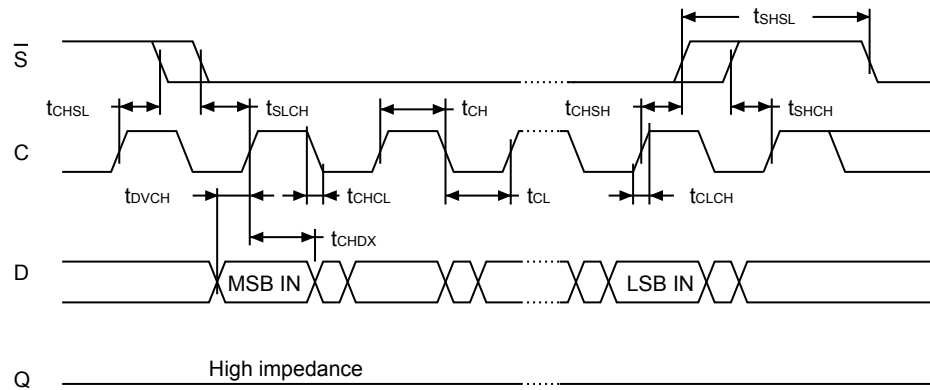 tSHSL
S
tCHSL
tSLCH
tCH
tCHSH
tSHCH
C
tDVCH
tCHCL
tCL
tCLCH
tCHDX
D
MSB IN
LSB IN
High impedance
Q